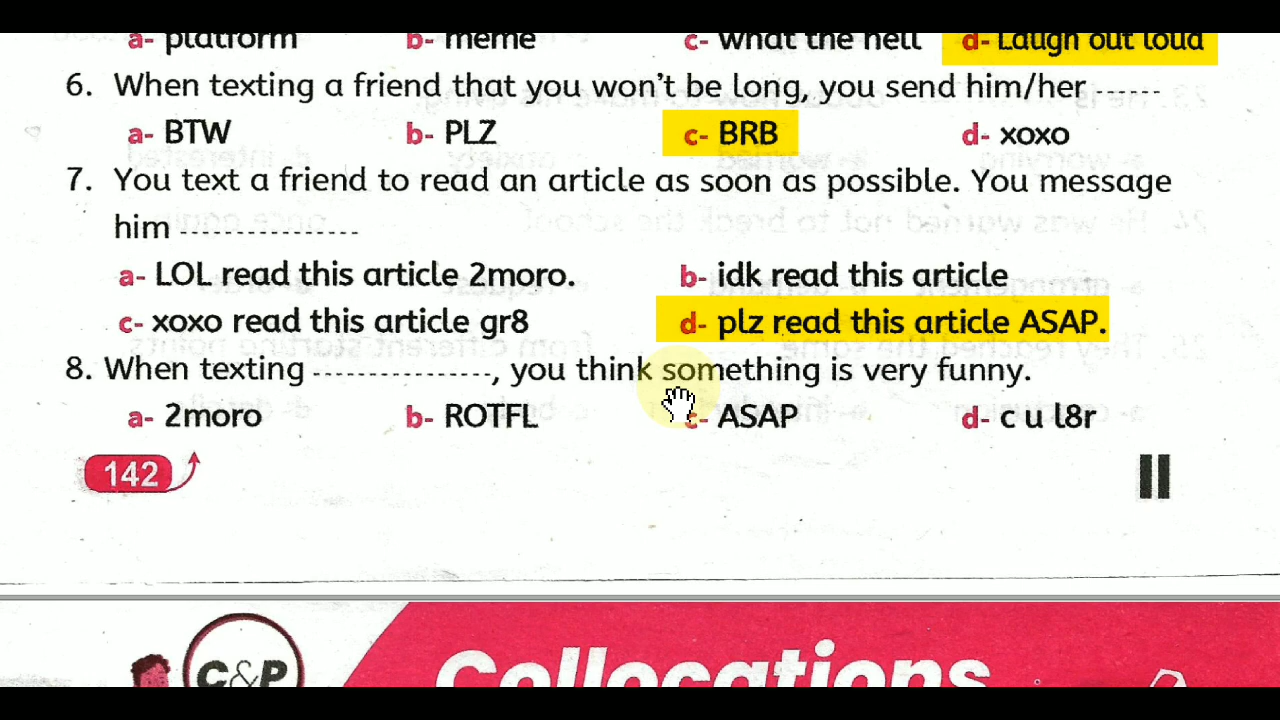 a- platform b- meme c- what the hell d- Laugh out loud
6. When texting a friend that you won't be long, you send him/her ------
a- BTW b- PLZ c- BRB d- xoxo
7. You text a friend to read an article as soon as possible. You message
him ----------------
a- LOL read this article 2moro. b- idk read this article
c- xoxo read this article gr8 d- plz read this article ASAP.
8. When texting ----------------, you think something is very funny.
a- 2moro b- ROTFL c- ASAP d- c u l8r
142
C&P Collocations